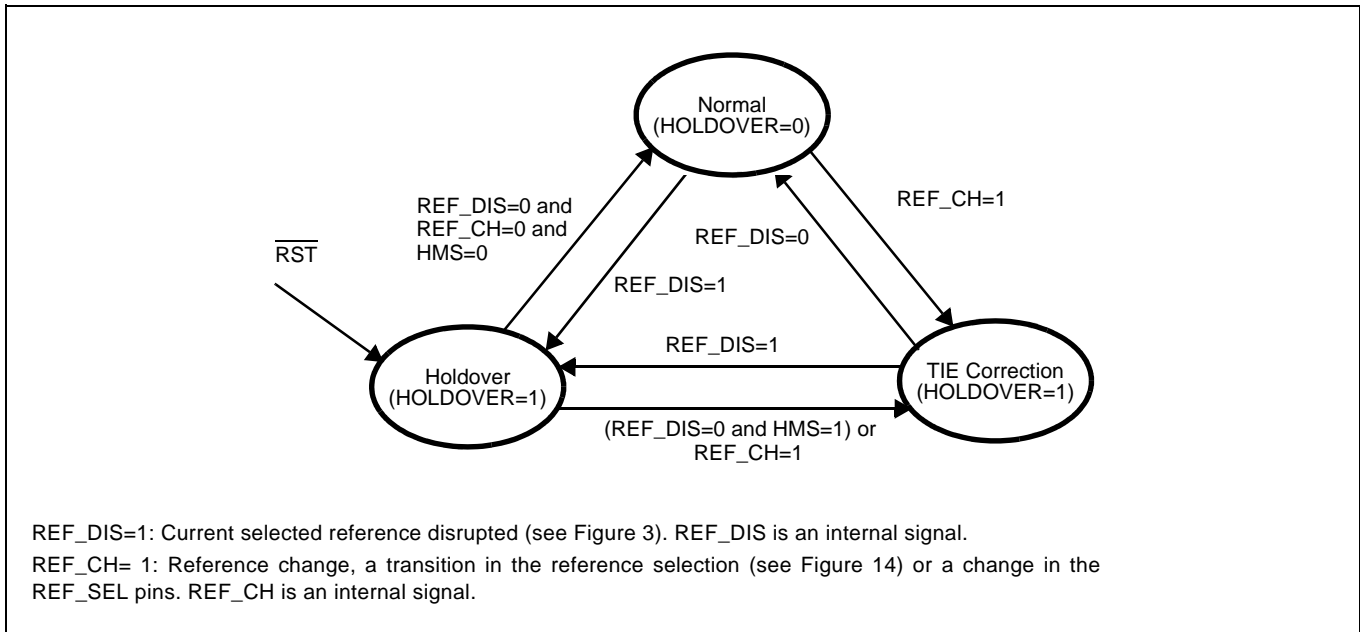 Normal
(HOLDOVER=0)
REF_DIS=0 and
REF_CH=0 and
HMS=0
REF_CH=1
REF_DIS=0
RST
REF_DIS=1
REF_DIS=1
Holdover
(HOLDOVER=1)
TIE Correction
(HOLDOVER=1)
(REF_DIS=0 and HMS=1) or
REF_CH=1
REF_DIS=1: Current selected reference disrupted (see Figure 3). REF_DIS is an internal signal.
REF_CH= 1: Reference change, a transition in the reference selection (see Figure 14) or a change in the
REF_SEL pins. REF_CH is an internal signal.